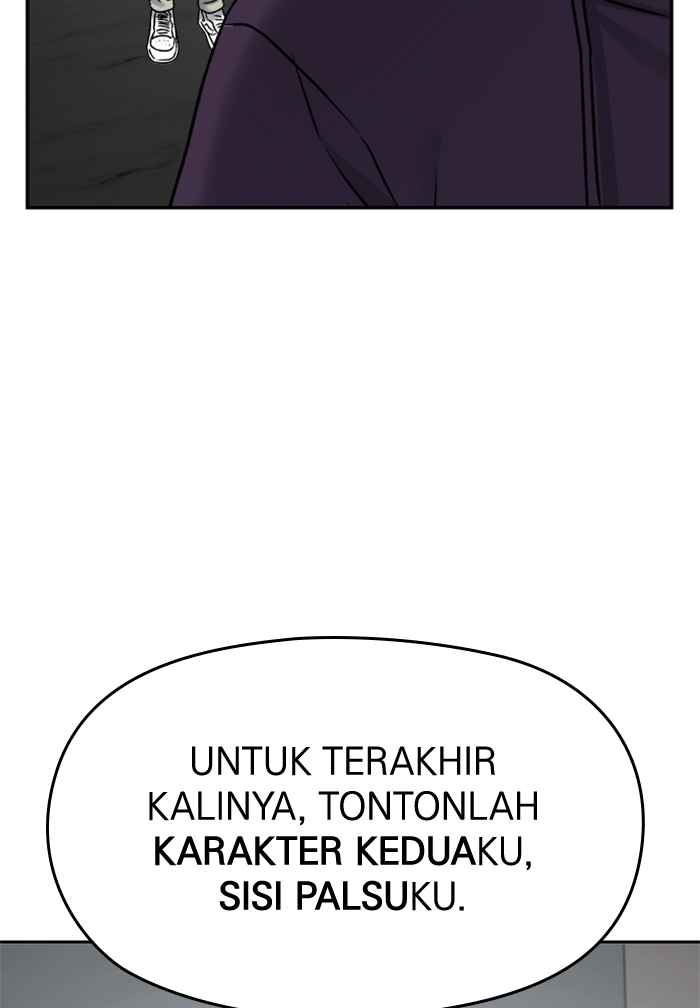 UNTUK TERAKHIR
KALINYA, TONTONLAH
KARAKTER KEDUAKU,
SISI PALSUKU.